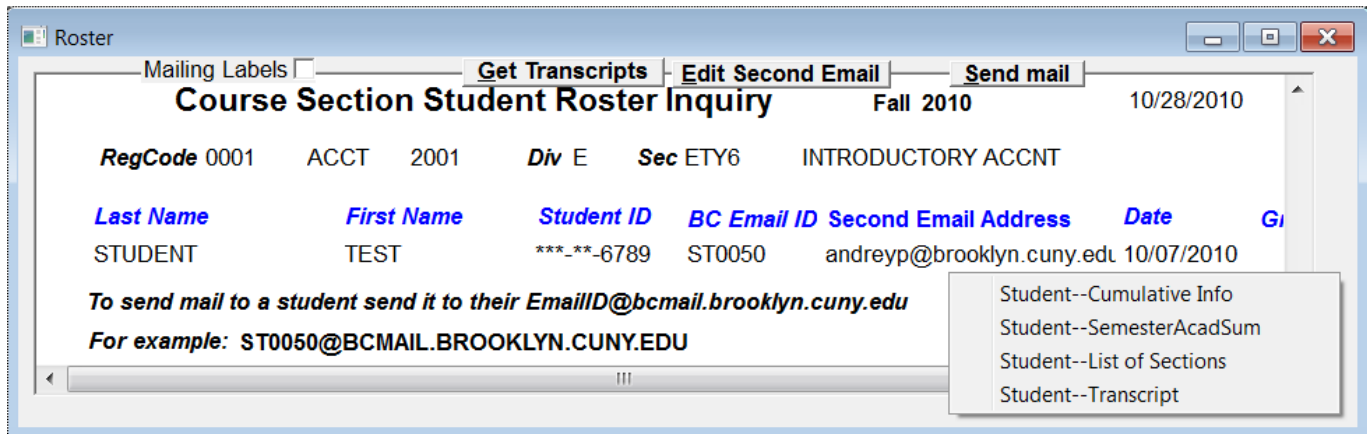 Roster
Mailing Labels Get Transcripts Edit Second Email Send mail
Course Section Student Roster Inquiry Fall 2010 10/28/2010
RegCode 0001 ACCT 2001 Div E Sec ETY6 INTRODUCTORY ACCNT
Last Name First Name Student ID BC Email ID Second Email Address Date
STUDENT TEST ***-**-6789 ST0050 andreyp@brooklyn.cuny.edu 10/07/2010
To send mail to a student send it to their EmailID@bcmail.brooklyn.cuny.edu
For example: ST0050@BCMAIL.BROOKLYN.CUNY.EDU
Student--Cumulative Info
Student--SemesterAcadSum
Student--List of Sections
Student--Transcript